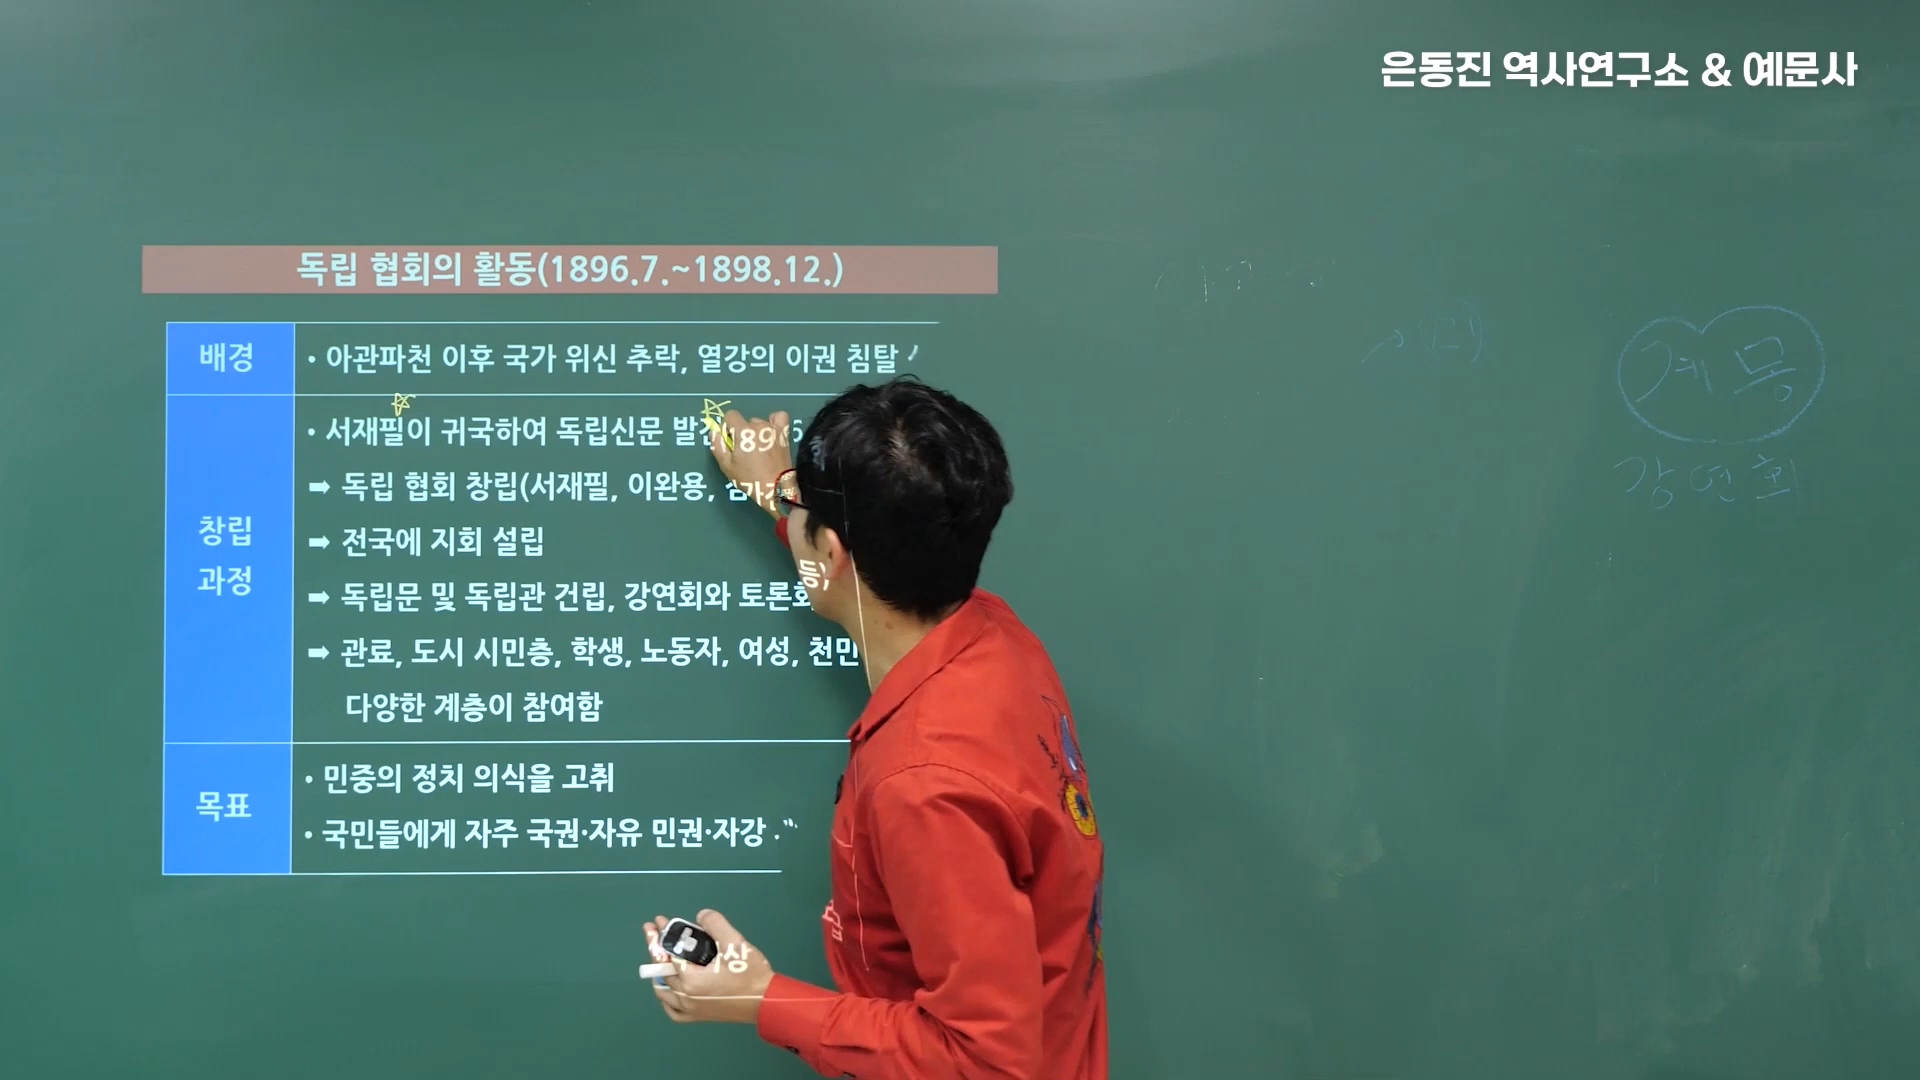 은동진 역사연구소 & 예문사
독립 협회의 활동(1896.7.~1898.12.)
배경
• 아관파천 이후 국가 위신 추락, 열강의 이권 침탈
창립
과정
• 서재필이 귀국하여 독립신문 발간(1896
➡ 독립 협회 창립(서재필, 이완용,
➡ 전국에 지회 설립
➡ 독립문 및 독립관 건립, 강연회와 토론회
➡ 관료, 도시 시민층, 학생, 노동자, 여성, 천민
다양한 계층이 참여함
등)
목표
• 민중의 정치 의식을 고취
• 국민들에게 자주 국권·자유 민권·자강
사상
계몽
강연회